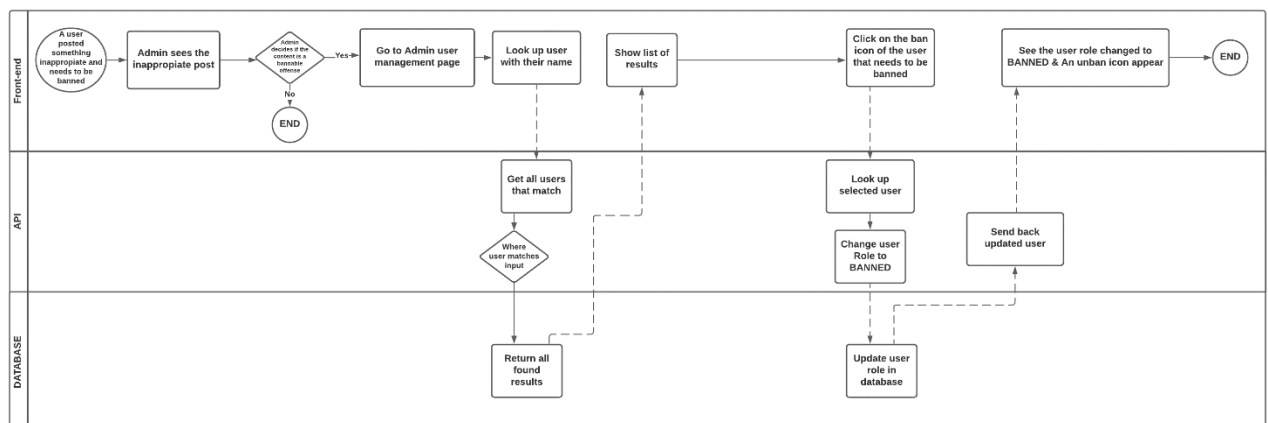 Front-end
A user
posted
something
inappropiate and
needs to be
banned
Admin sees the
inappropiate post
Admin
decides if the
content is a
bannable
offense
Yes
No
END
Go to Admin user
management page
Look up user
with their name
Show list of
results
Click on the ban
icon of the user
that needs to be
banned
See the user role changed to
BANNED & An unban icon appear
END
API
Get all users
that match
Where
user matches
input
Look up
selected user
Change user
Role to
BANNED
Send back
updated user
DATABASE
Return all
found
results
Update user
role in
database